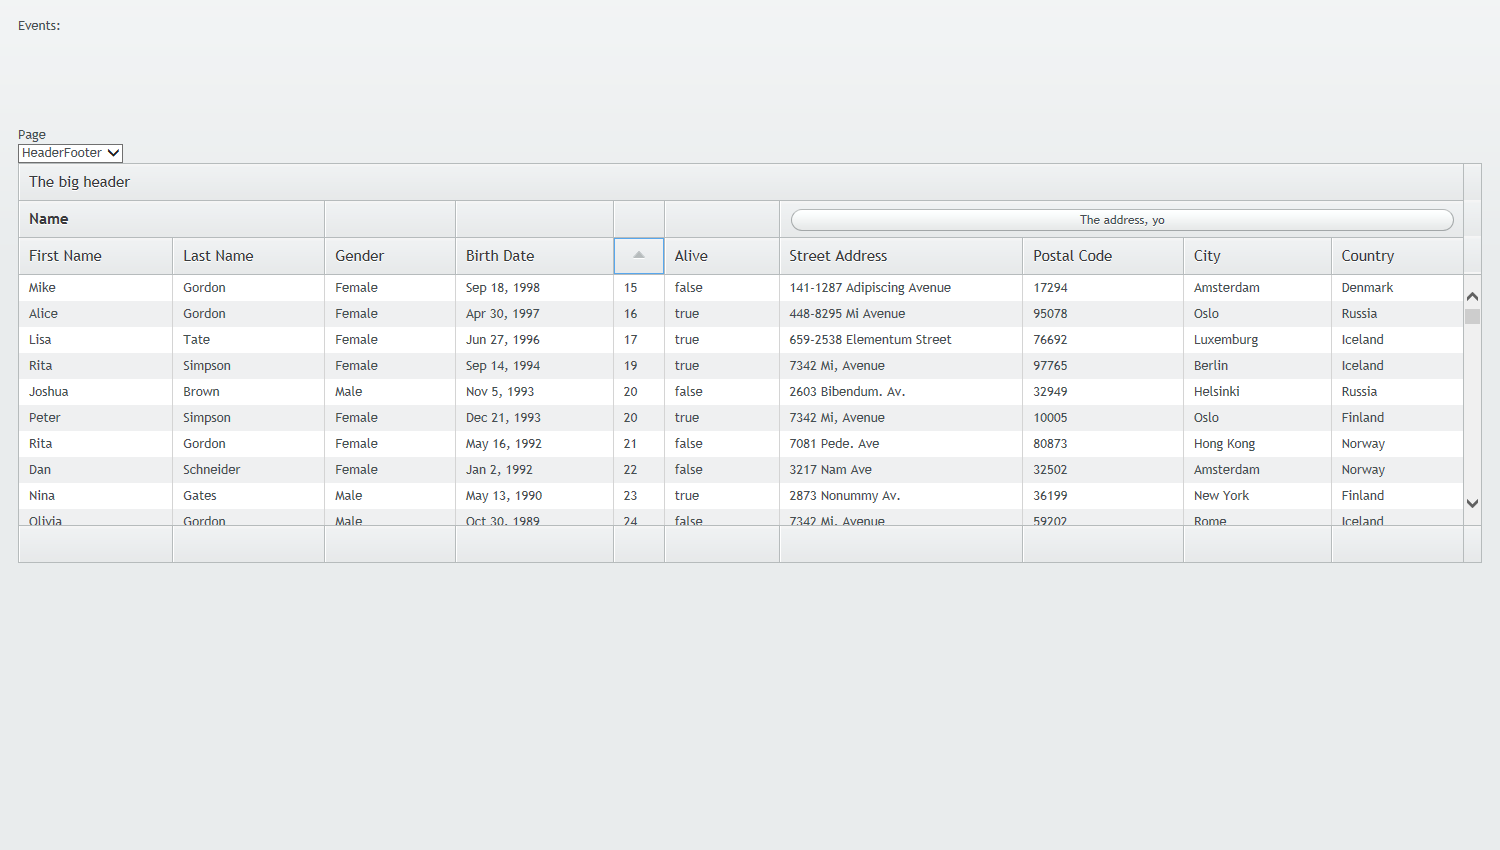 Events:
Page
HeaderFooter
The big header
Name The address, yo
First Name Last Name Gender Birth Date Alive Street Address Postal Code City Country
Mike Gordon Female Sep 18, 1998 15 false 141-1287 Adipiscing Avenue 17294 Amsterdam Denmark
Alice Gordon Female Apr 30, 1997 16 true 448-8295 Mi Avenue 95078 Oslo Russia
Lisa Tate Female Jun 27, 1996 17 true 659-2538 Elementum Street 76692 Luxemburg Iceland
Rita Simpson Female Sep 14, 1994 19 true 7342 Mi, Avenue 97765 Berlin Iceland
Joshua Brown Male Nov 5, 1993 20 false 2603 Bibendum. Av. 32949 Helsinki Russia
Peter Simpson Female Dec 21, 1993 20 true 7342 Mi, Avenue 10005 Oslo Finland
Rita Gordon Female May 16, 1992 21 false 7081 Pede. Ave 80873 Hong Kong Norway
Dan Schneider Female Jan 2, 1992 22 false 3217 Nam Ave 32502 Amsterdam Norway
Nina Gates Male May 13, 1990 23 true 2873 Nonummy Av. 36199 New York Finland
Olivia Gordon Male Oct 30, 1989 24 false 7342 Mi, Avenue 59202 Rome Iceland